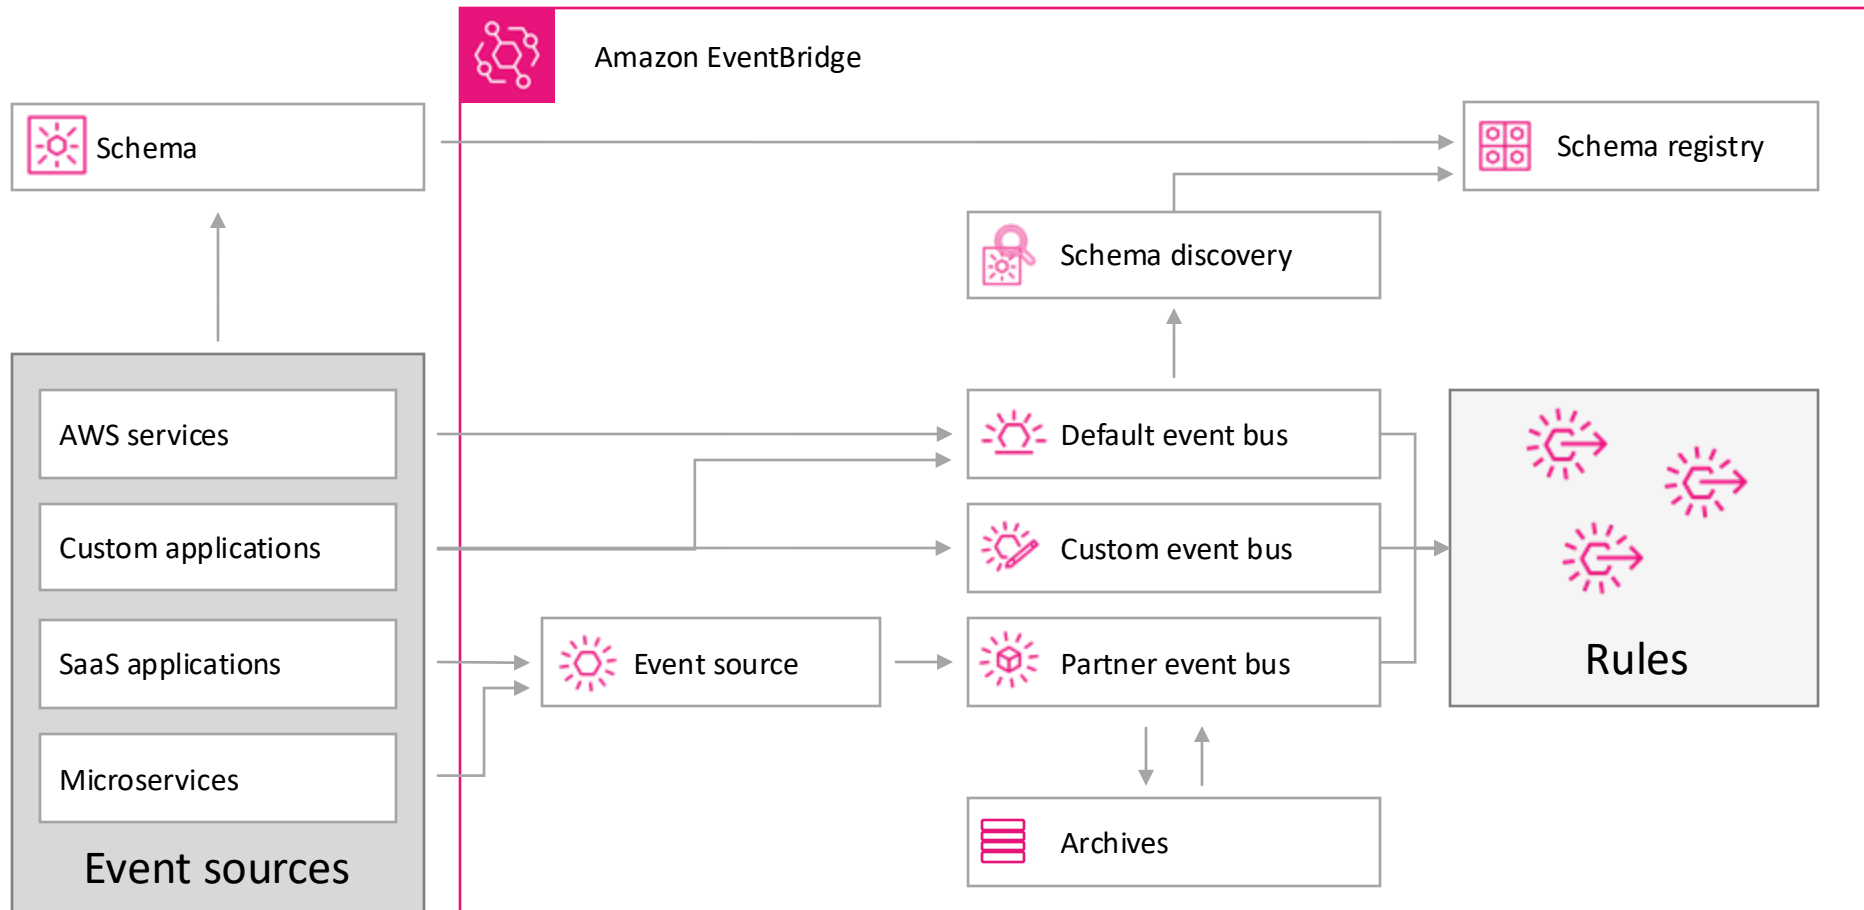 Amazon EventBridge
Schema
Schema registry
Schema discovery
AWS services
Default event bus
Custom applications
Custom event bus
SaaS applications
Event source
Partner event bus
Rules
Microservices
Archives
Event sources